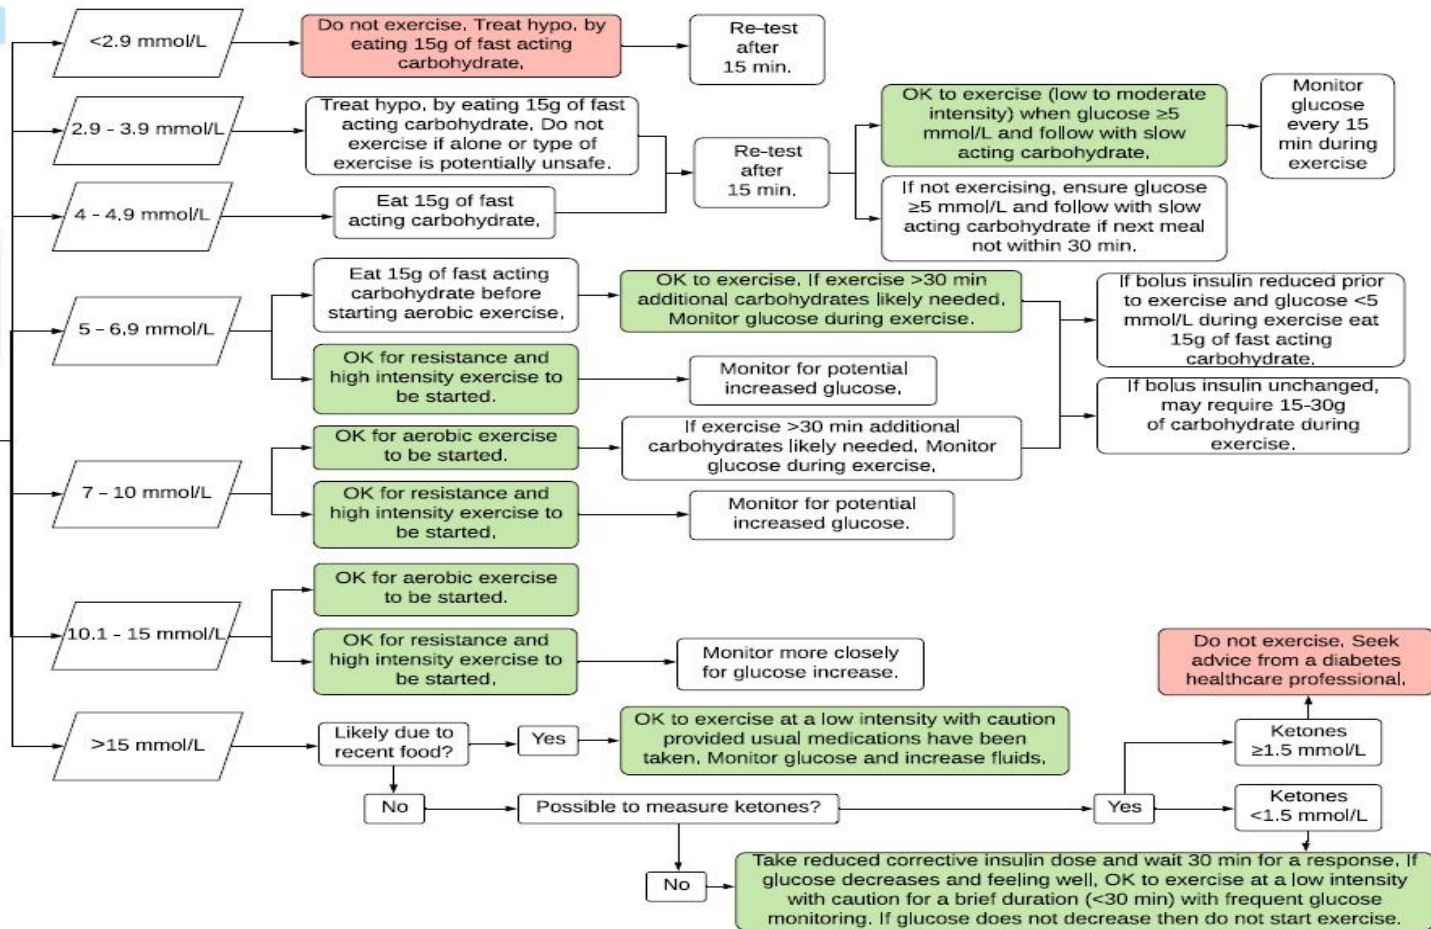 <2.9 mmol/L
Do not exercise. Treat hypo. by
eating 15g of fast acting
carbohydrate.
Re-test
after
15 min.
2.9 - 3.9 mmol/L
Treat hypo. by eating 15g of fast
acting carbohydrate. Do not
exercise if alone or type of
exercise is potentially unsafe.
4 - 4.9 mmol/L
Eat 15g of fast
acting carbohydrate.
Re-test
after
15 min.
OK to exercise (low to moderate
intensity) when glucose ≥5
mmol/L and follow with slow
acting carbohydrate.
Monitor
glucose
every 15
min during
exercise
If not exercising, ensure glucose
≥5 mmol/L and follow with slow
acting carbohydrate if next meal
not within 30 min.
5 - 6.9 mmol/L
Eat 15g of fast acting
carbohydrate before
starting aerobic exercise.
OK to exercise. If exercise >30 min
additional carbohydrates likely needed.
Monitor glucose during exercise.
If bolus insulin reduced prior
to exercise and glucose <5
mmol/L during exercise eat
15g of fast acting
carbohydrate.
OK for resistance and
high intensity exercise to
be started.
Monitor for potential
increased glucose.
If bolus insulin unchanged,
may require 15-30g
of carbohydrate during
exercise.
7 - 10 mmol/L
OK for aerobic exercise
to be started.
If exercise >30 min additional
carbohydrates likely needed. Monitor
glucose during exercise.
OK for resistance and
high intensity exercise to
be started.
Monitor for potential
increased glucose.
10.1 - 15 mmol/L
OK for aerobic exercise
to be started.
OK for resistance and
high intensity exercise to
be started.
Monitor more closely
for glucose increase.
>15 mmol/L
Likely due to
recent food?
Yes
OK to exercise at a low intensity with caution
provided usual medications have been
taken. Monitor glucose and increase fluids.
No
Possible to measure ketones?
Yes
Ketones
≥1.5 mmol/L
Do not exercise. Seek
advice from a diabetes
healthcare professional.
Ketones
<1.5 mmol/L
No
Take reduced corrective insulin dose and wait 30 min for a response. If
glucose decreases and feeling well, OK to exercise at a low intensity
with caution for a brief duration (<30 min) with frequent glucose
monitoring. If glucose does not decrease then do not start exercise.